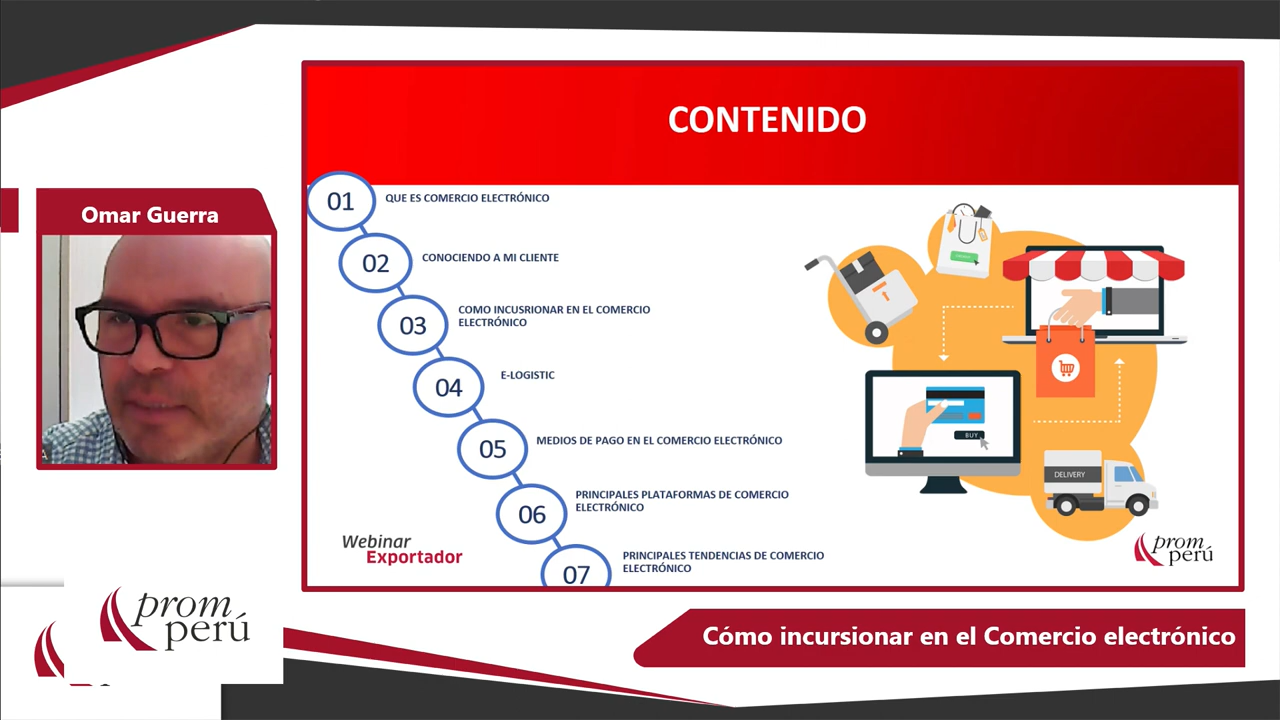 CONTENIDO
Omar Guerra
01
QUE ES COMERCIO ELECTRÓNICO
02
CONOCIENDO A MI CLIENTE
03
COMO INCUSRIONAR EN EL COMERCIO
ELECTRÓNICO
04
E-LOGISTIC
05
MEDIOS DE PAGO EN EL COMERCIO ELECTRÓNICO
06
PRINCIPALES PLATAFORMAS DE COMERCIO
ELECTRÓNICO
07
PRINCIPALES TENDENCIAS DE COMERCIO
ELECTRÓNICO
BUY
DELIVERY
Webinar
Exportador
prom
perú
prom
perú
Cómo incursionar en el Comercio electrónico